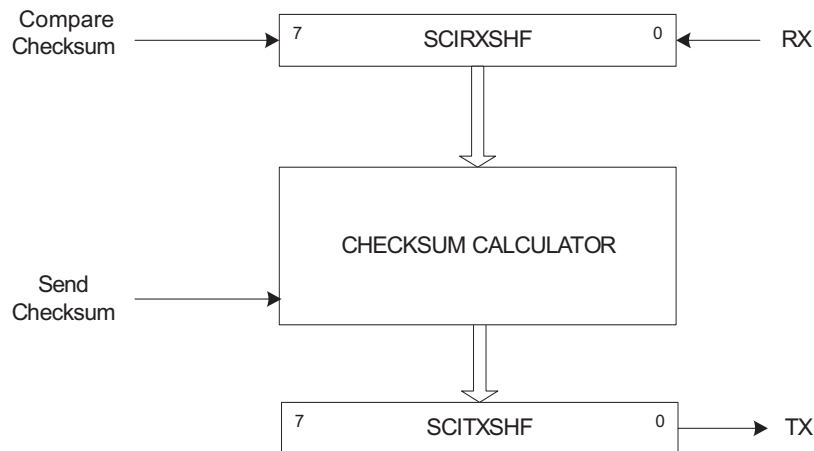 Compare
Checksum
7
SCIRXSHF
0
RX
CHECKSUM CALCULATOR
Send
Checksum
7
SCITXSHF
0
TX